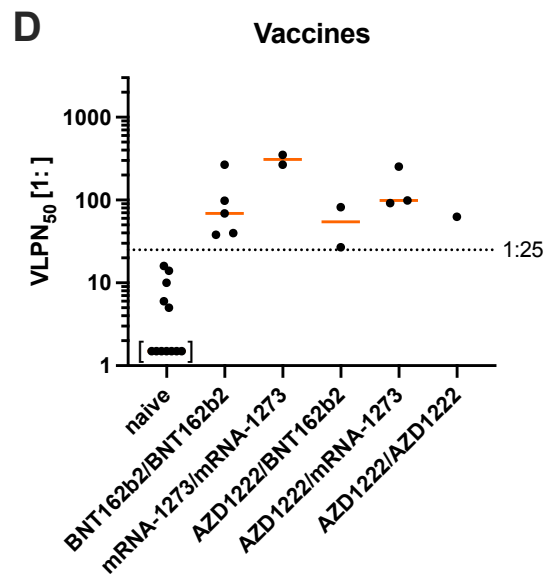 D
Vaccines
VLPN50 [1: ]
1000
100
10
1
1:25
[ ]
naive
BNT162b2/BNT162b2
mRNA-1273/mRNA-1273
AZD1222/BNT162b2
AZD1222/mRNA-1273
AZD1222/AZD1222